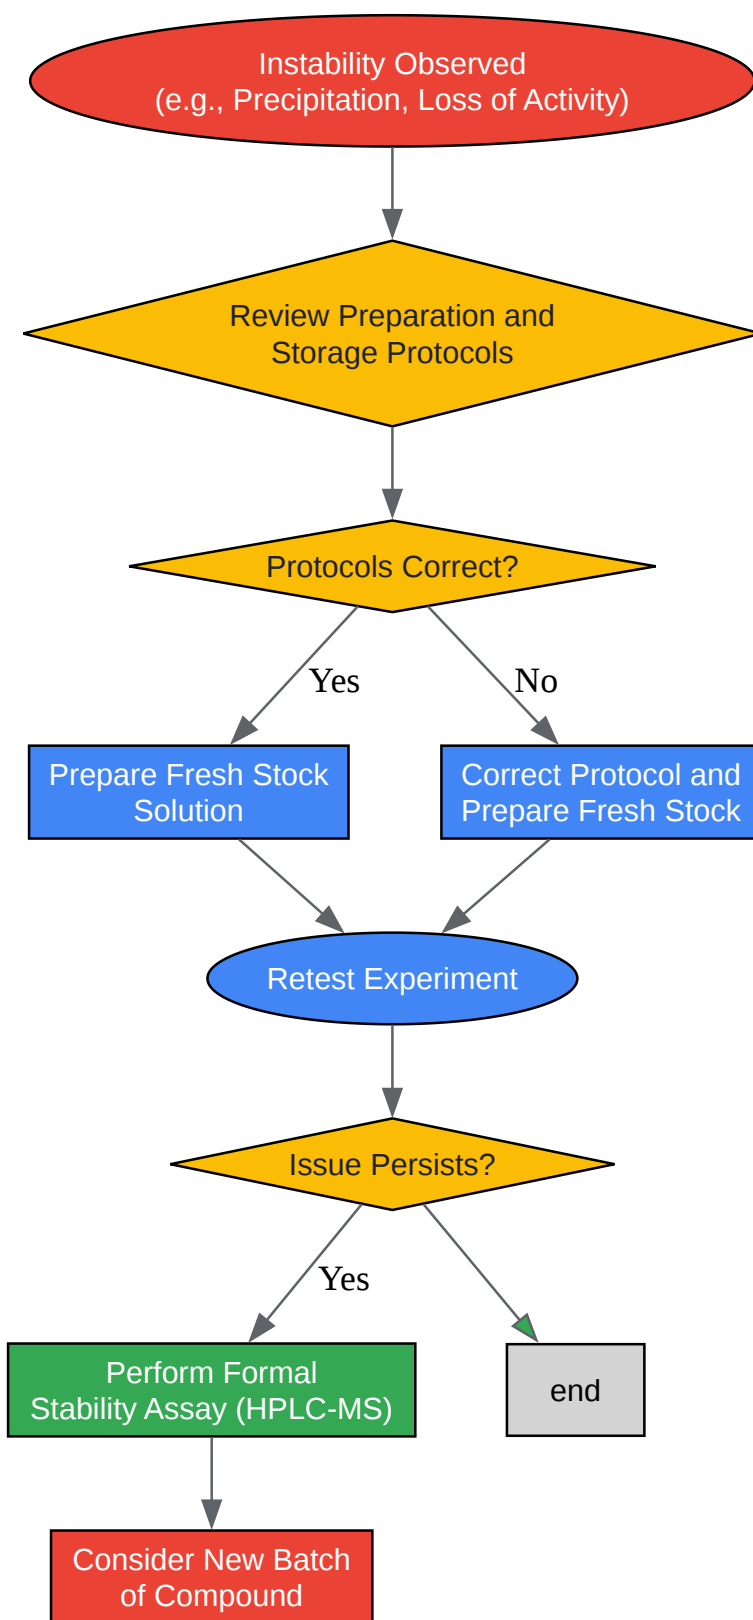 Instability Observed
(e.g., Precipitation, Loss of Activity)
Review Preparation and
Storage Protocols
Protocols Correct?
Yes
No
Prepare Fresh Stock
Solution
Correct Protocol and
Prepare Fresh Stock
Retest Experiment
Issue Persists?
Yes
Perform Formal
Stability Assay (HPLC-MS)
end
Consider New Batch
of Compound